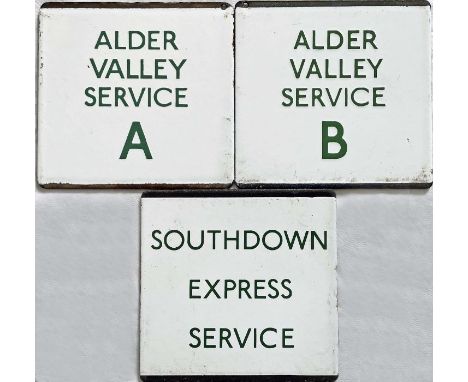 ALDER
VALLEY
SERVICE
A
ALDER
VALLEY
SERVICE
B
SOUTHDOWN
EXPRESS
SERVICE